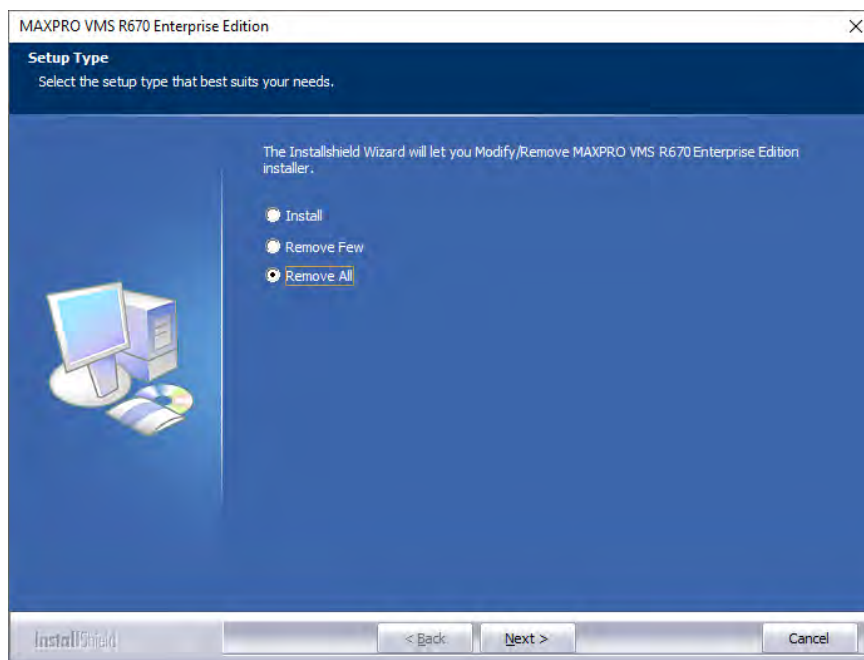 MAXPRO VMS R670 Enterprise Edition
Setup Type
Select the setup type that best suits your needs.
The Installshield Wizard will let you Modify/Remove MAXPRO VMS R670 Enterprise Edition
installer.
Install
Remove Few
Remove All
InstallShield
< Back
Next >
Cancel